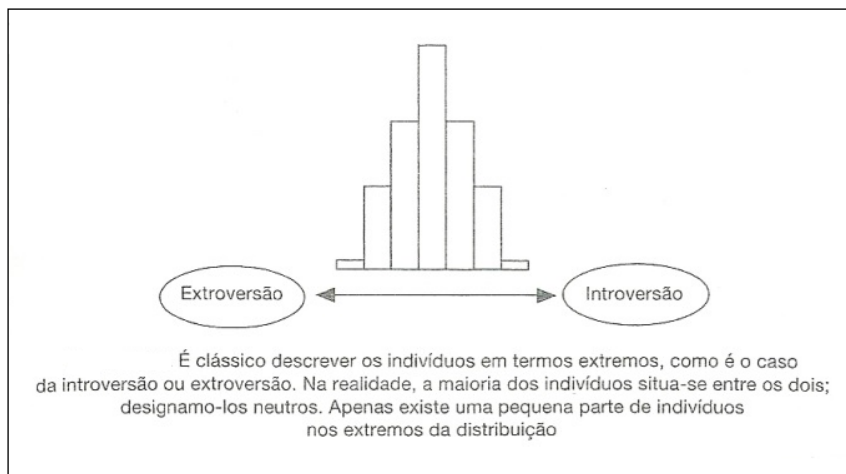 Extroversão
Introversão
É clássico descrever os indivíduos em termos extremos, como é o caso
da introversão ou extroversão. Na realidade, a maioria dos indivíduos situa-se entre os dois;
designamo-los neutros. Apenas existe uma pequena parte de indivíduos
nos extremos da distribuição